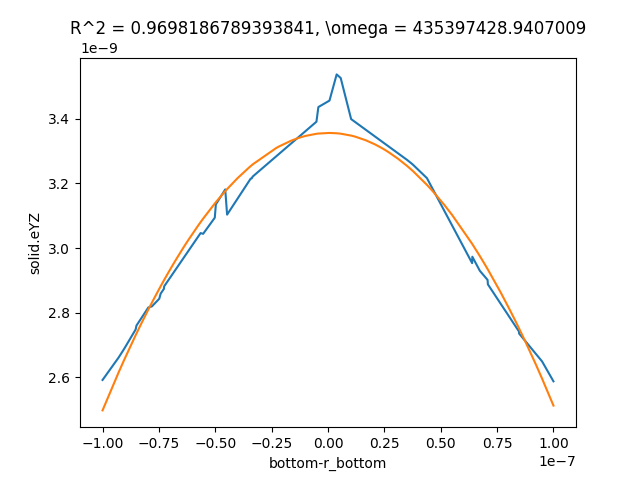 R^2 = 0.9698186789393841, \omega = 435397428.9407009
1e−9
3.4
3.2
3.0
2.8
2.6
solid.eYZ
−1.00 −0.75 −0.50 −0.25 0.00 0.25 0.50 0.75 1.00
bottom-r_bottom
1e−7